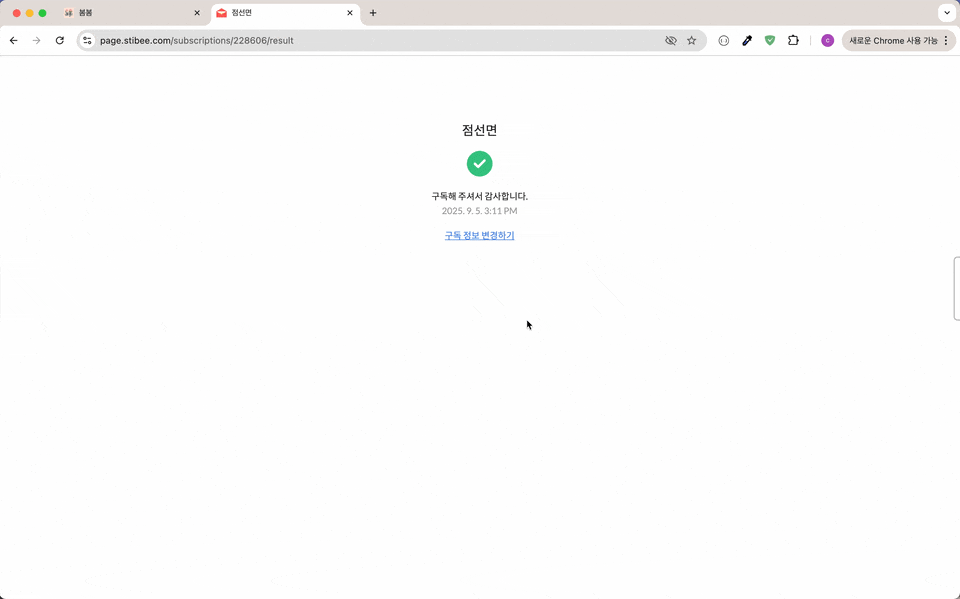 봄봄
점선면
page.stibee.com/subscriptions/228606/result
C
새로운 Chrome 사용 가능
점선면
구독해 주셔서 감사합니다.
2025. 9. 5. 3:11 PM
구독 정보 변경하기